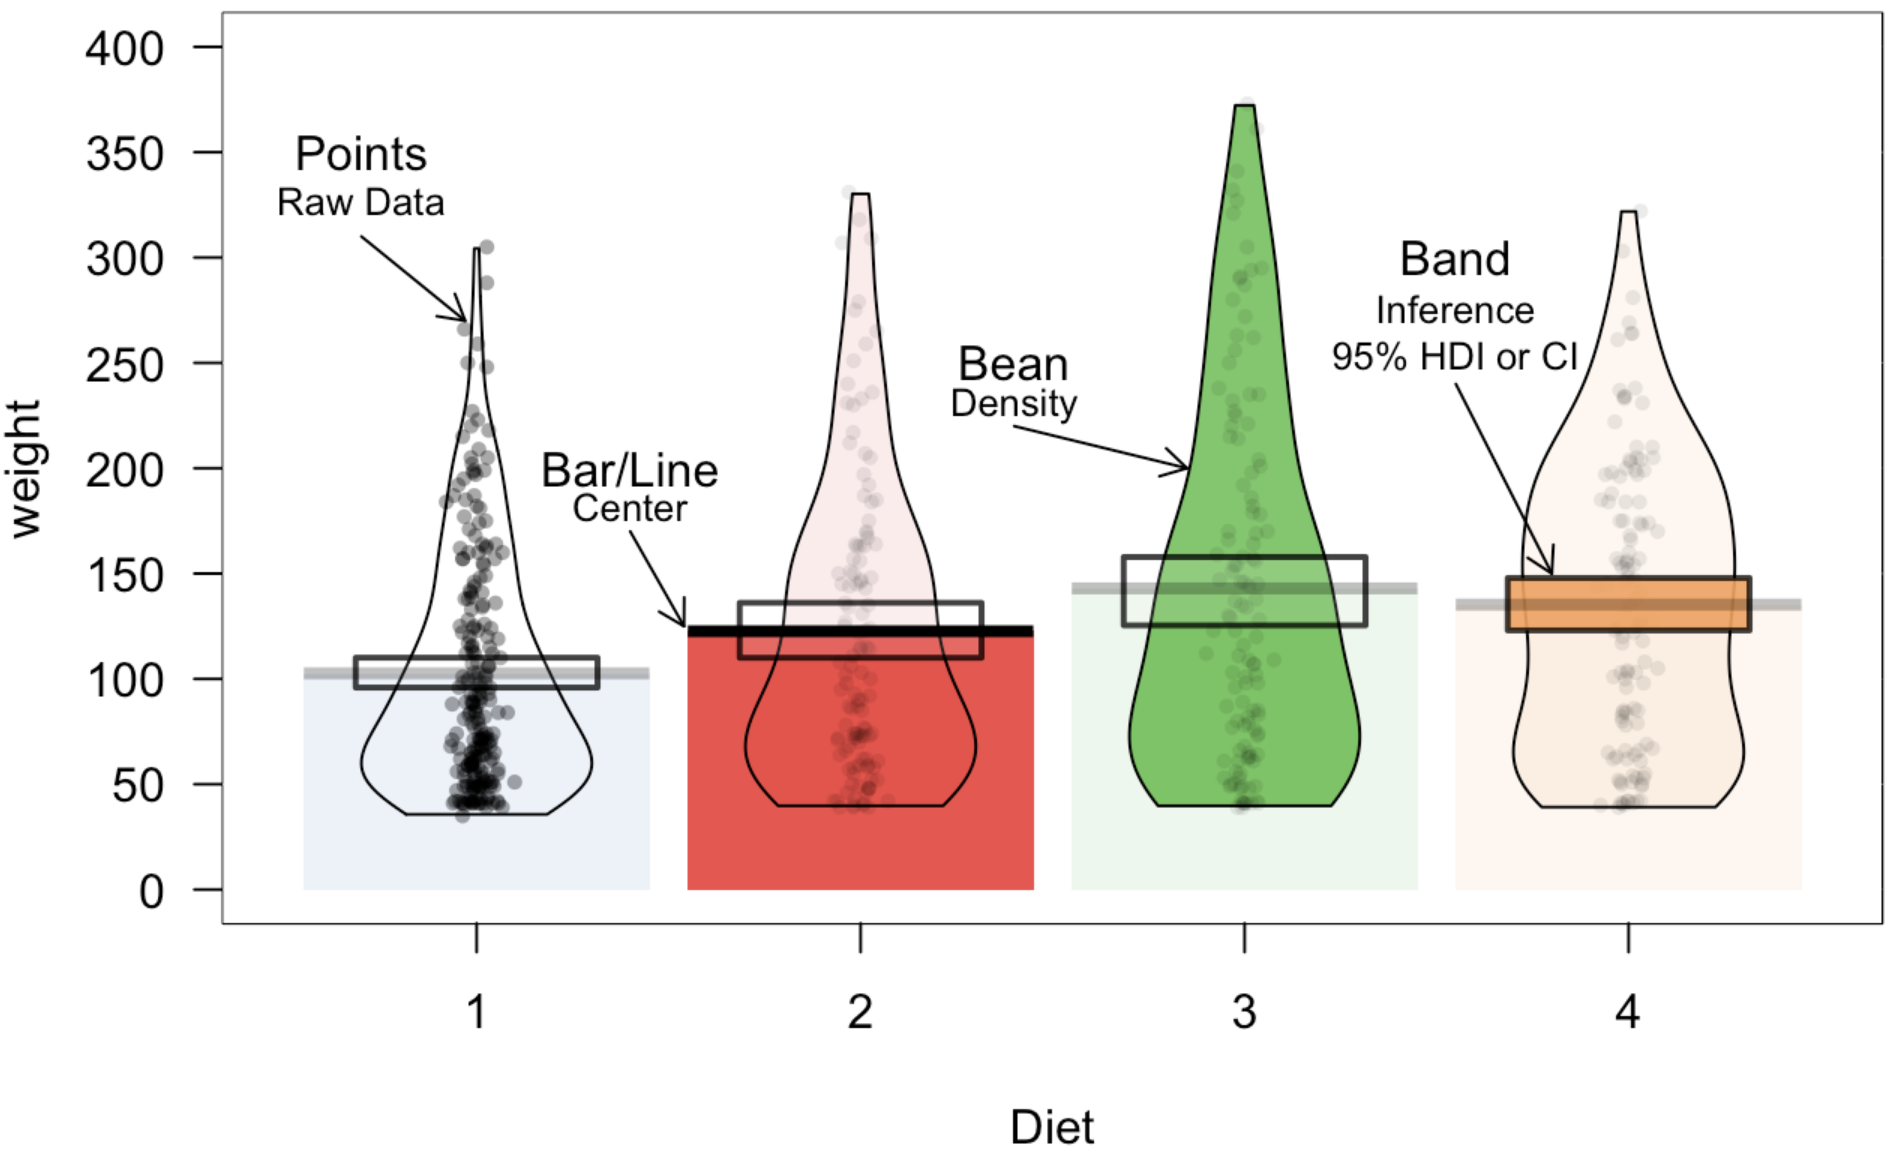 400
350
300
250
200
150
100
50
0
weight
Points
Raw Data
Bar/Line
Center
Bean
Density
Band
Inference
95% HDI or CI
1
2
3
4
Diet